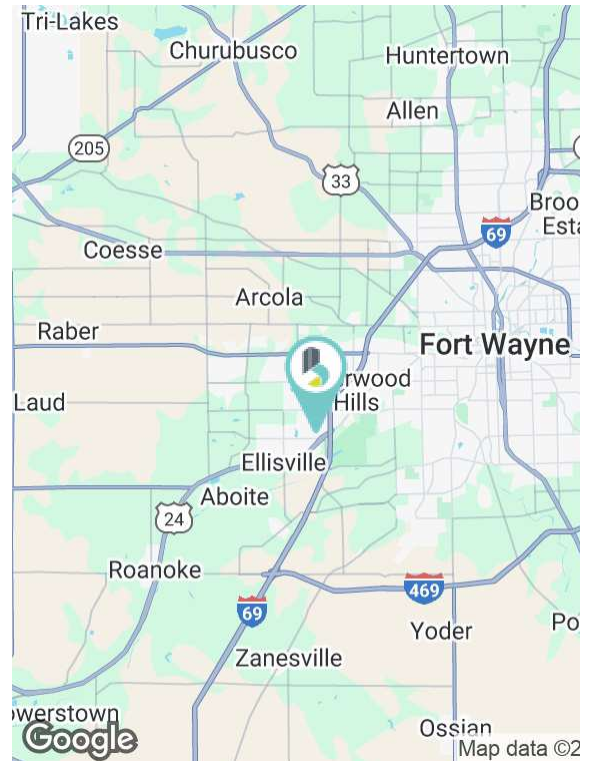 Tri-Lakes
Churubusco
Huntertown
Allen
205
33
Broo
Esta
69
Coesse
Arcola
Raber
Fort Wayne
erwood
Hills
Laud
Ellisville
Aboite
24
Roanoke
469
69
Yoder
Po
Zanesville
owerstown
Ossian
Google
Map data ©2